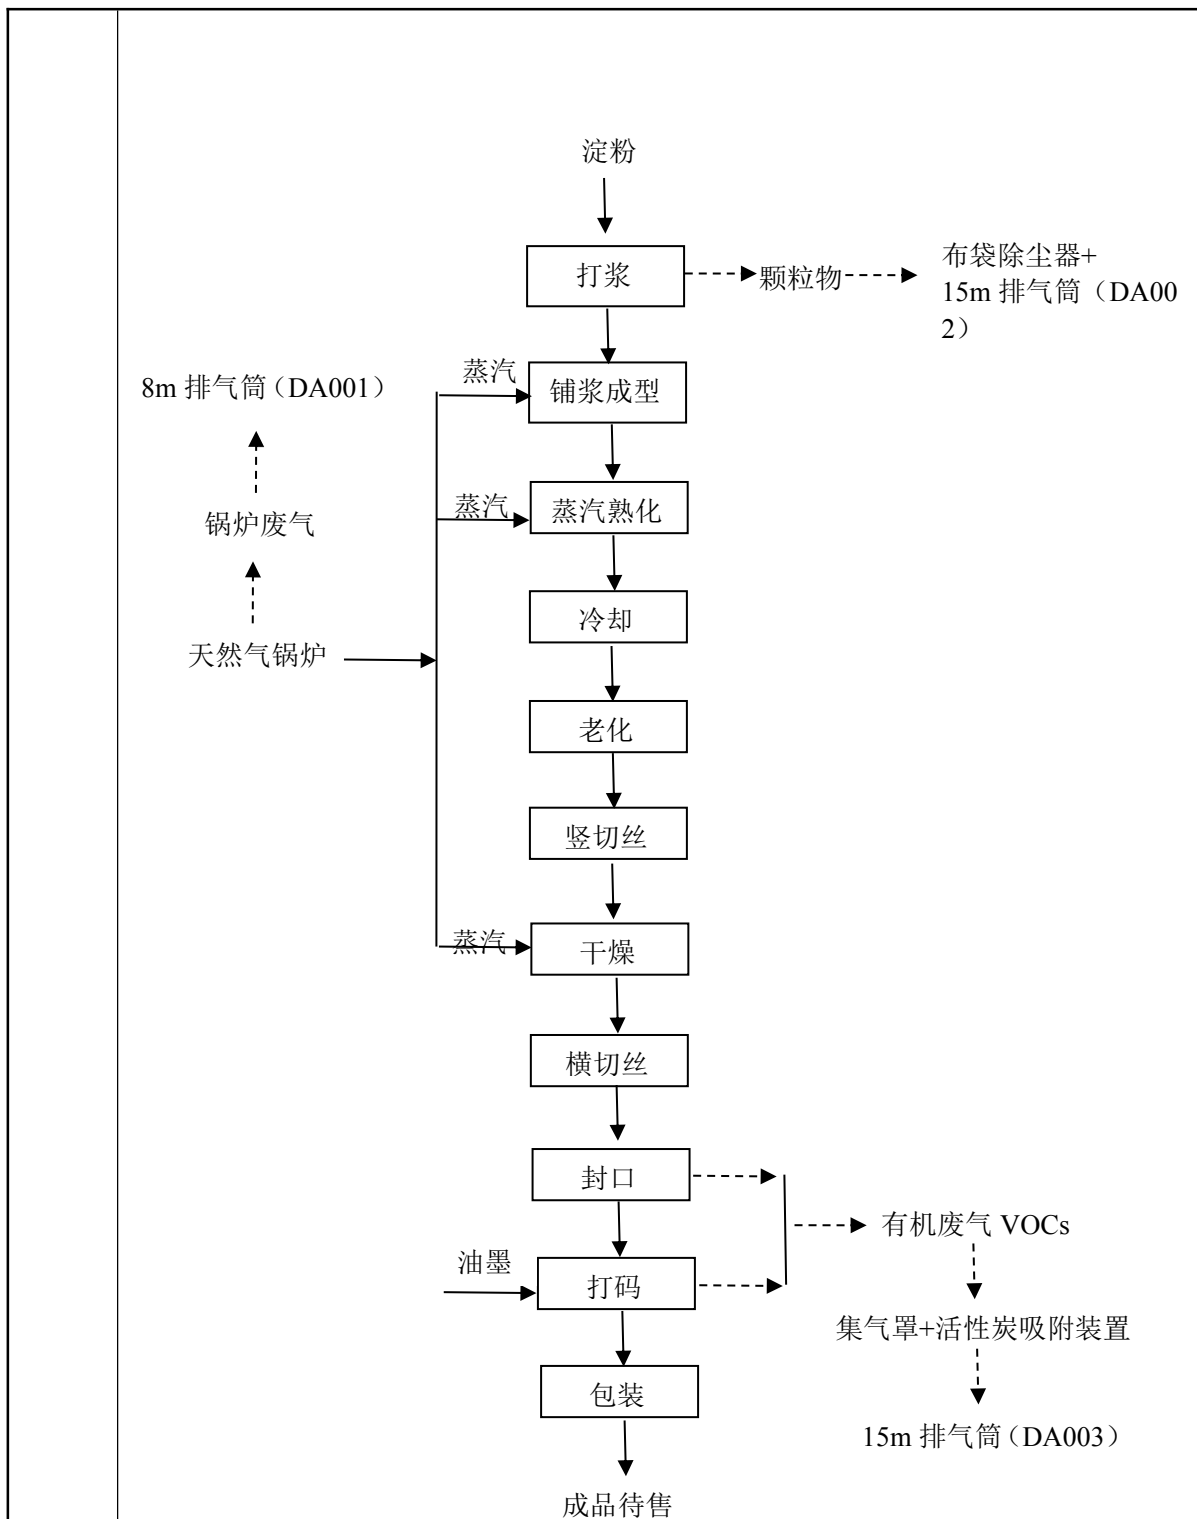 淀粉
打浆
颗粒物
布袋除尘器+
15m 排气筒（DA00
2）
蒸汽
铺浆成型
8m 排气筒（DA001）
蒸汽
蒸汽熟化
锅炉废气
冷却
天然气锅炉
老化
竖切丝
蒸汽
干燥
横切丝
封口
有机废气 VOCs
油墨
打码
集气罩+活性炭吸附装置
包装
15m 排气筒（DA003）
成品待售